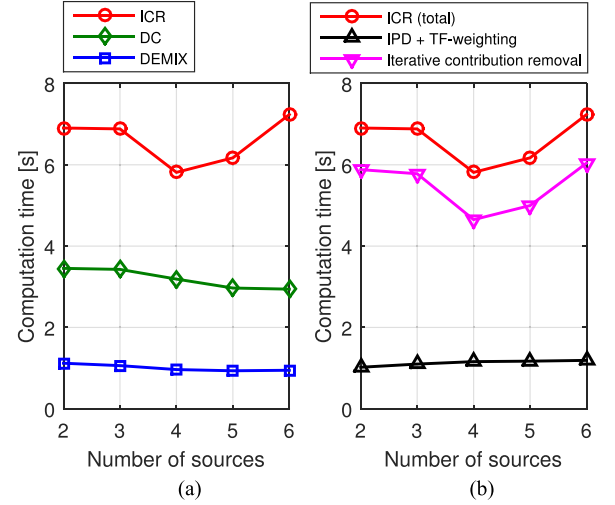 ICR
DC
DEMIX
Computation time [s]
8
6
4
2
0
2 3 4 5 6
Number of sources
(a)
ICR (total)
IPD + TF-weighting
Iterative contribution removal
Computation time [s]
8
6
4
2
0
2 3 4 5 6
Number of sources
(b)